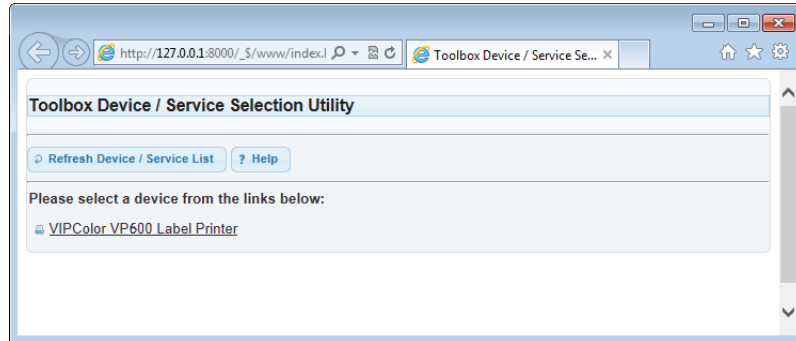 http://127.0.0.1:8000/_$/www/index.l
Toolbox Device / Service Se...
Toolbox Device / Service Selection Utility
Refresh Device / Service List
? Help
Please select a device from the links below:
VIPColor VP600 Label Printer